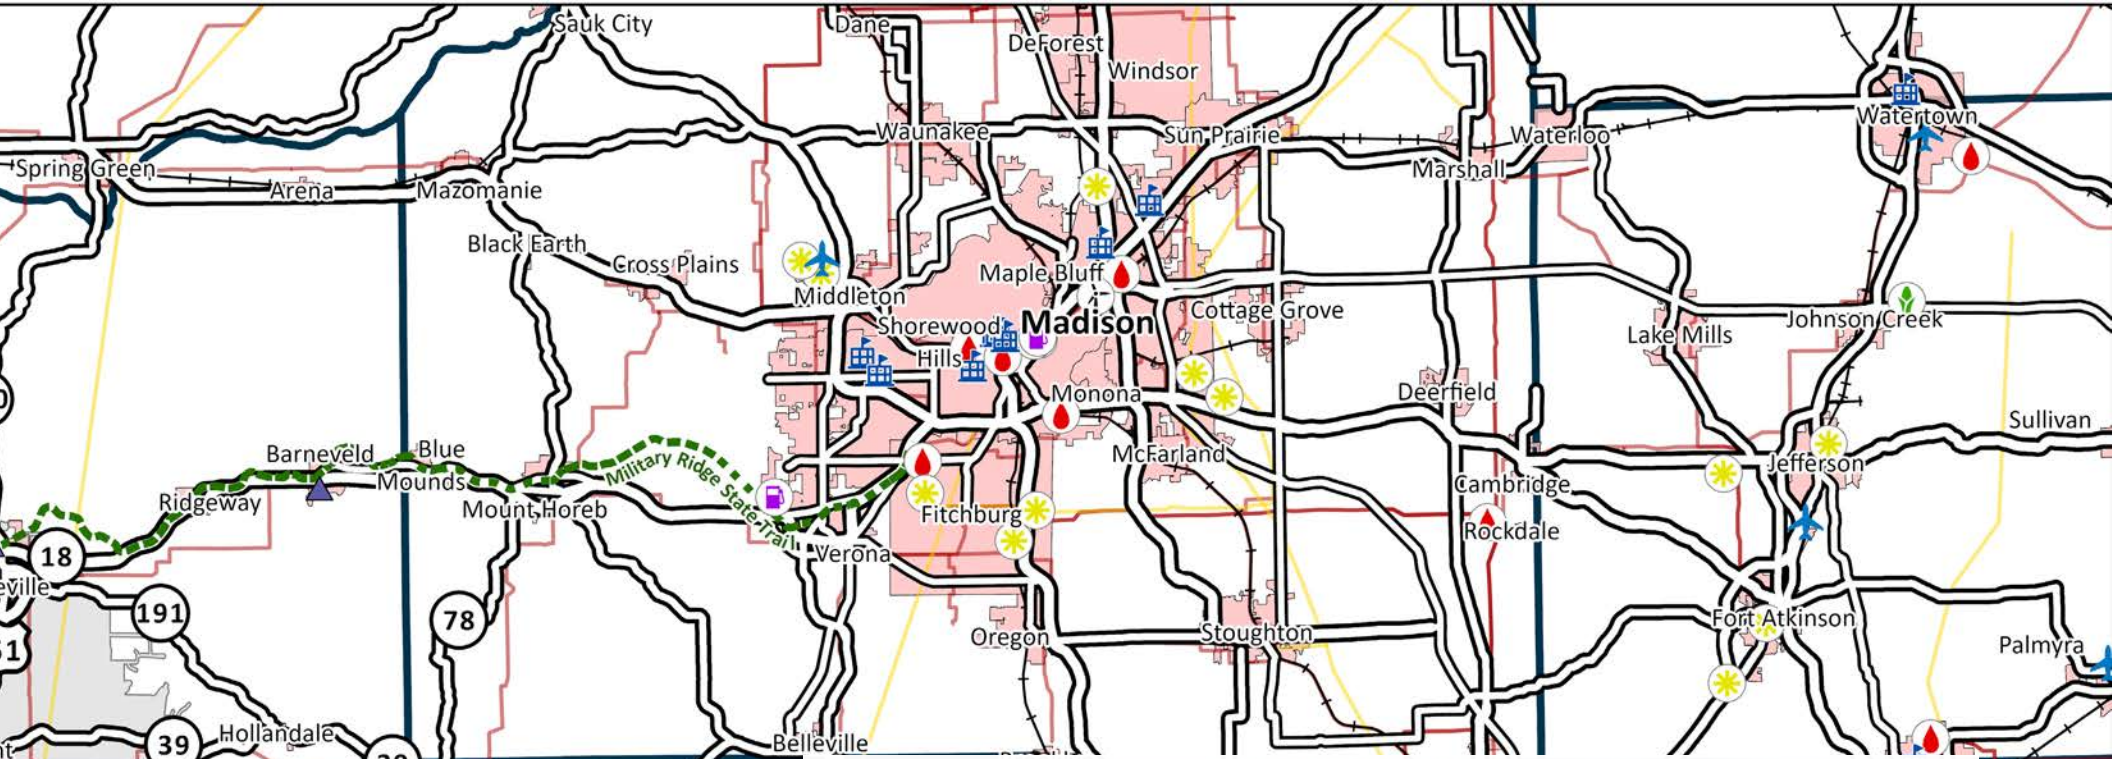 Sauk City
Dane
DeForest
Windsor
Waunakee
Sun Prairie
Waterloo
Watertown
Spring Green
Arena
Mazomanie
Marshall
Black Earth
Cross Plains
Maple Bluff
Middleton
Shorewood
Hills
Madison
Cottage Grove
Lake Mills
Johnson Creek
Monona
Deerfield
Sullivan
Barneveld
Blue
Mounds
Military Ridge State Trail
McFarland
Jefferson
Ridgeway
Mount Horeb
Cambridge
Fitchburg
Rockdale
Verona
18
eville
191
78
Oregon
Stoughton
Fort Atkinson
Palmyra
51
39
Hollandale
Belleville